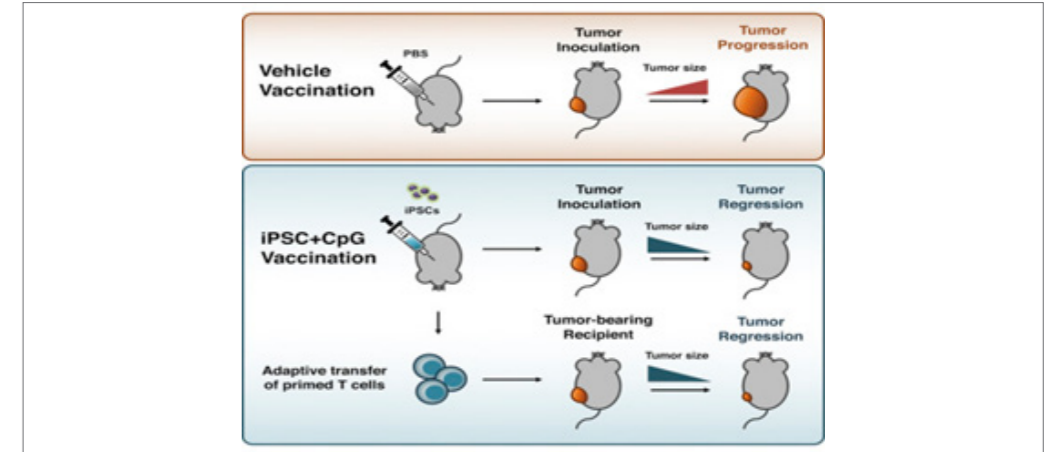 Vehicle
Vaccination
PBS
Tumor
Inoculation
Tumor size
Tumor
Progression
iPSC+CpG
Vaccination
iPSCs
Tumor
Inoculation
Tumor size
Tumor
Regression
Adaptive transfer
of primed T cells
Tumor-bearing
Recipient
Tumor size
Tumor
Regression